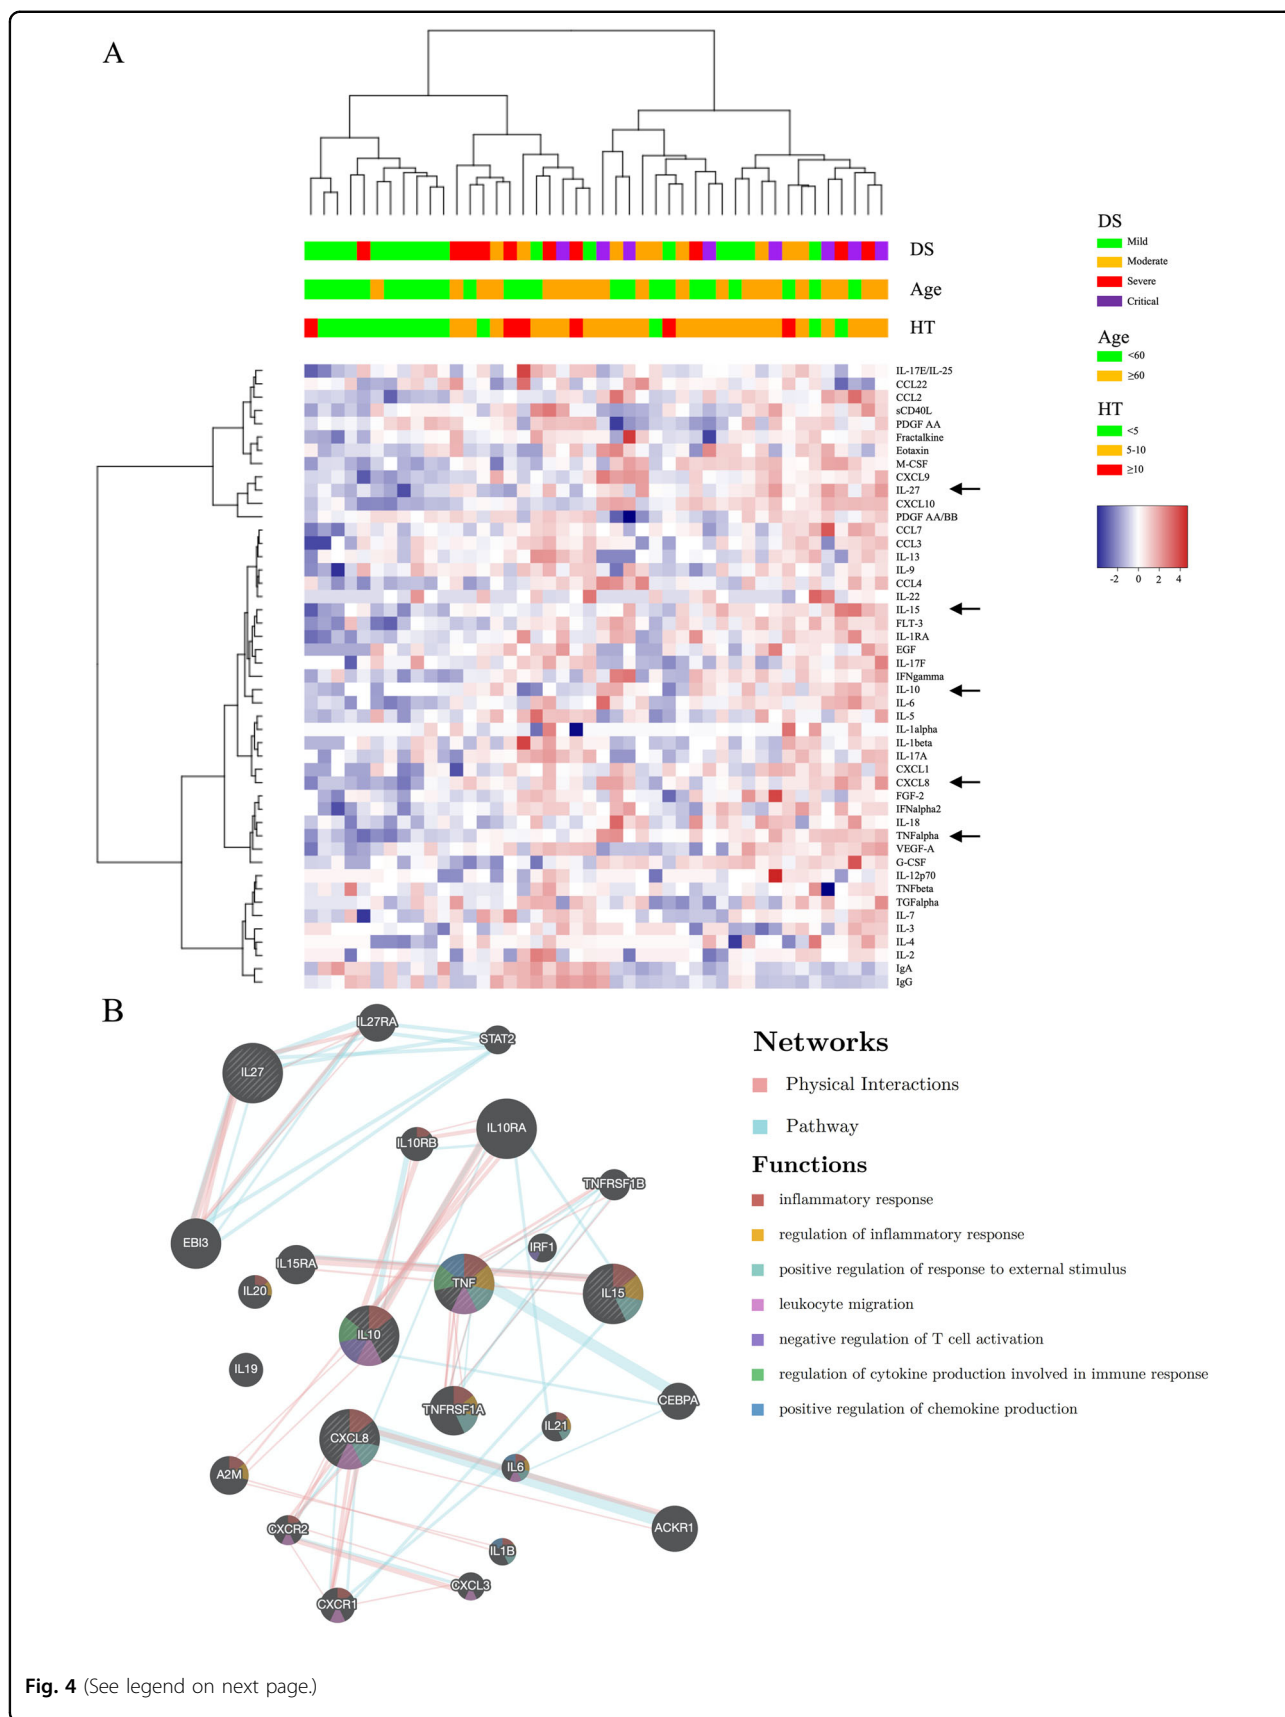 A
DS
Age
HT
DS
Mild
Moderate
Severe
Critical
Age
<60
≥60
HT
<5
5-10
≥10
-2 0 2 4
IL-17E/IL-25
CCL22
CCL2
sCD40L
PDGF AA
Fractalkine
Eotaxin
M-CSF
CXCL9
IL-27
CXCL10
PDGF AA/BB
CCL7
CCL3
IL-13
IL-9
CCL4
IL-22
IL-15
FLT-3
IL-1RA
EGF
IL-17F
IFNgamma
IL-10
IL-6
IL-5
IL-1alpha
IL-1beta
IL-17A
CXCL1
CXCL8
FGF-2
IFNalpha2
IL-18
TNFalpha
VEGF-A
G-CSF
IL-12p70
TNFbeta
TGFalpha
IL-7
IL-3
IL-4
IL-2
IgA
IgG
B
IL27RA
STAT2
IL27
IL10RA
IL10RB
TNFRSF1B
EBI3
IRF1
IL15RA
TNF
IL20
IL15
IL10
IL19
CEBPA
TNFRSF1A
IL21
CXCL8
IL6
A2M
ACKR1
CXCR2
IL1B
CXCL3
CXCR1
Networks
Physical Interactions
Pathway
Functions
inflammatory response
regulation of inflammatory response
positive regulation of response to external stimulus
leukocyte migration
negative regulation of T cell activation
regulation of cytokine production involved in immune response
positive regulation of chemokine production
Fig. 4 (See legend on next page.)